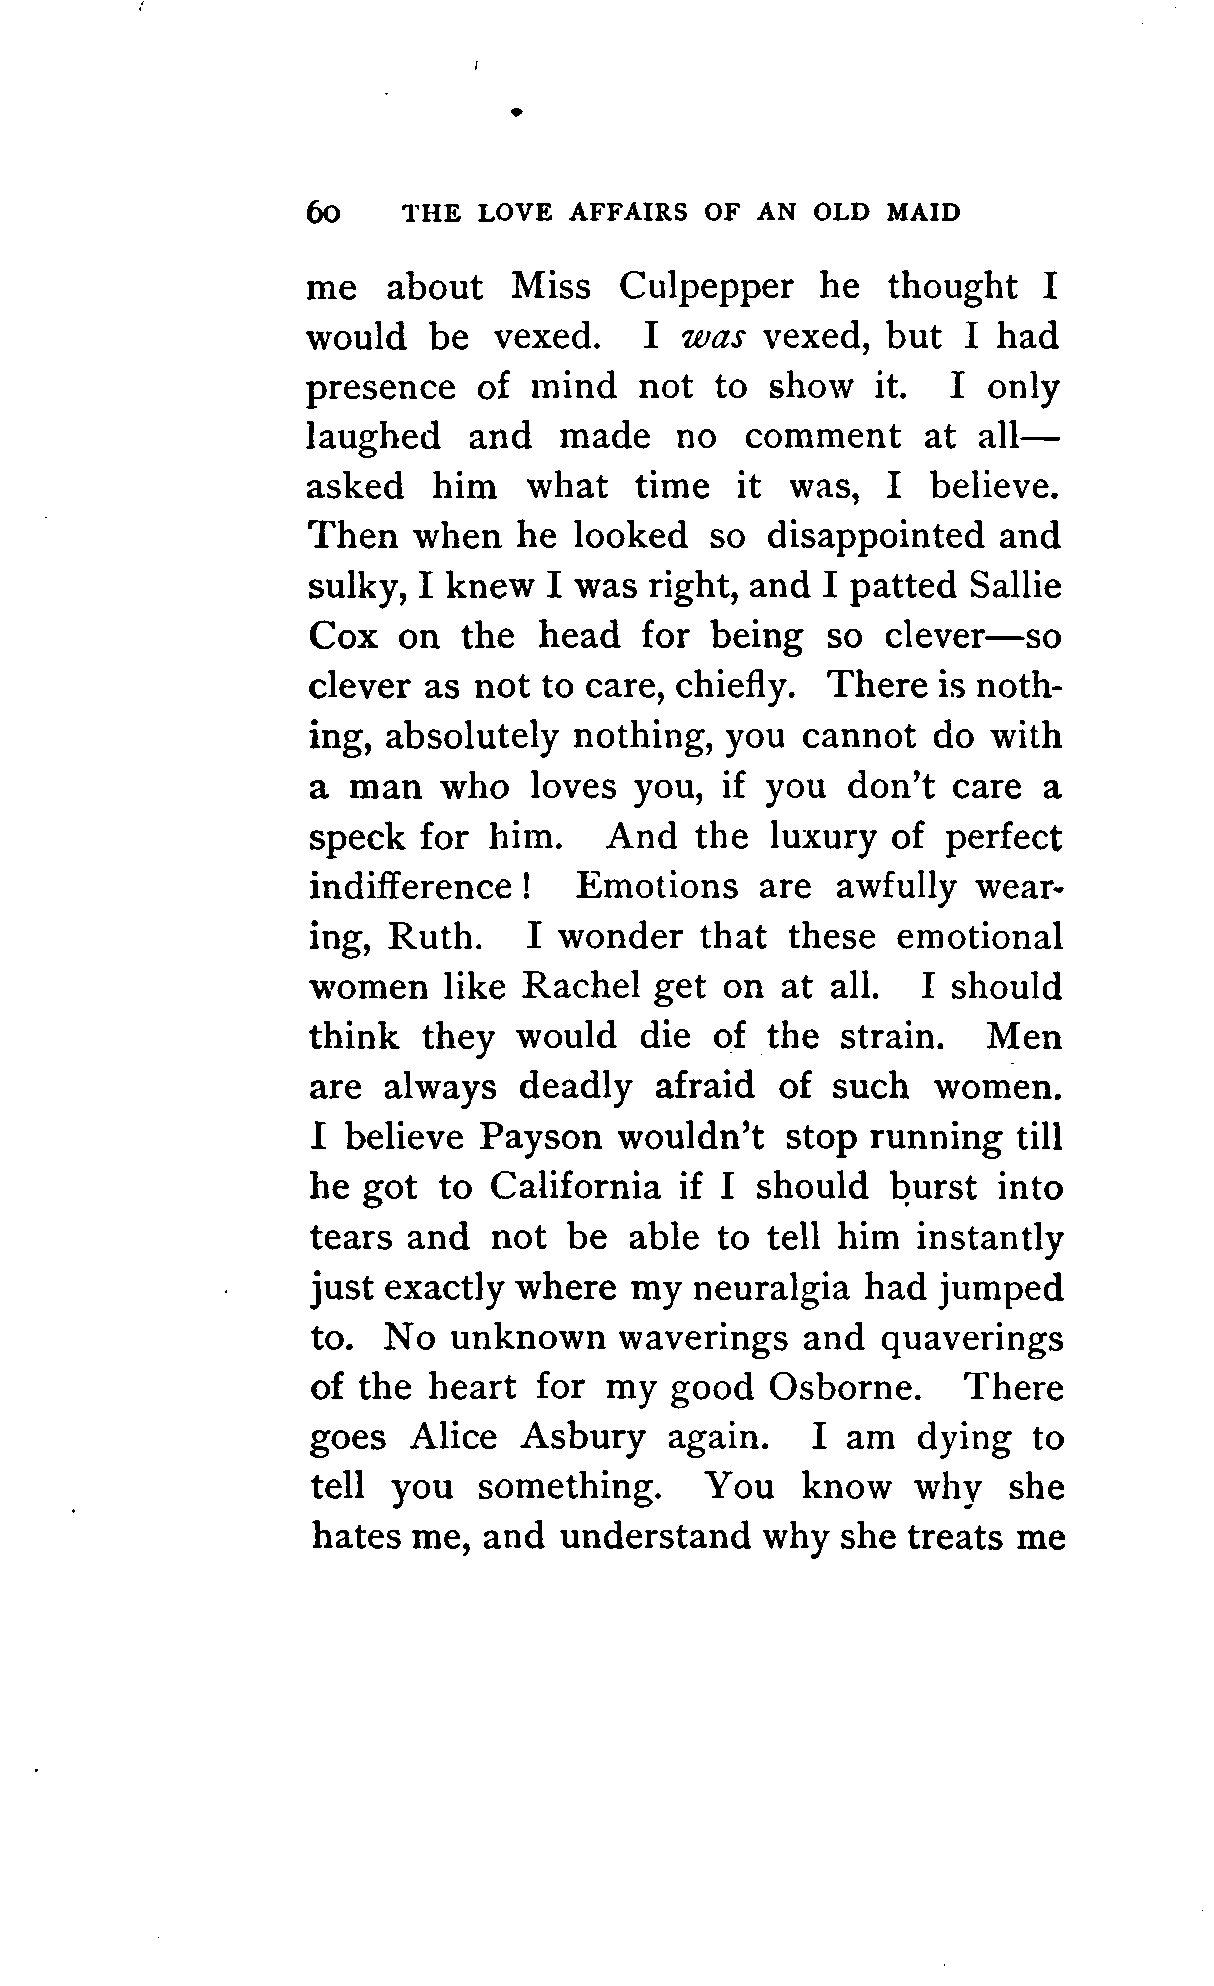 60 THE LOVE AFFAIRS OF AN OLD MAID
me about Miss Culpepper he thought I
would be vexed. I was vexed, but I had
presence of mind not to show it. I only
laughed and made no comment at all—
asked him what time it was, I believe.
Then when he looked so disappointed and
sulky, I knew I was right, and I patted Sallie
Cox on the head for being so clever—so
clever as not to care, chiefly. There is noth-
ing, absolutely nothing, you cannot do with
a man who loves you, if you don't care a
speck for him. And the luxury of perfect
indifference! Emotions are awfully wear-
ing, Ruth. I wonder that these emotional
women like Rachel get on at all. I should
think they would die of the strain. Men
are always deadly afraid of such women.
I believe Payson wouldn't stop running till
he got to California if I should burst into
tears and not be able to tell him instantly
just exactly where my neuralgia had jumped
to. No unknown waverings and quaverings
of the heart for my good Osborne. There
goes Alice Asbury again. I am dying to
tell you something. You know why she
hates me, and understand why she treats me